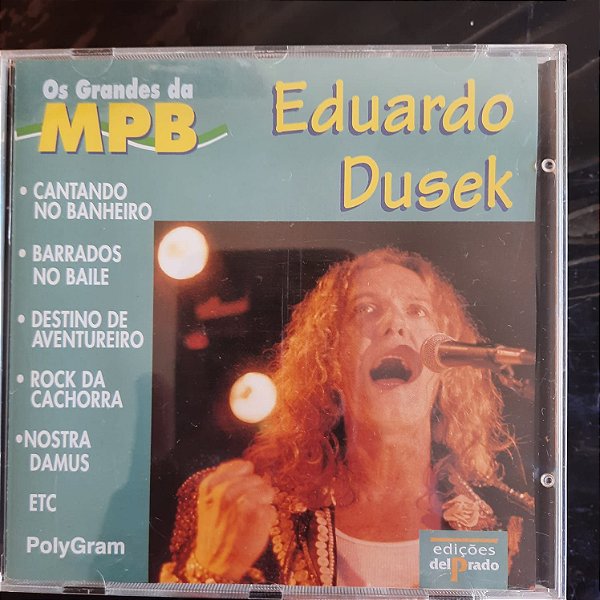 Os Grandes da
MPB
Eduardo
Dusek
• CANTANDO
NO BANHEIRO
• BARRADOS
NO BAILE
• DESTINO DE
AVENTUREIRO
• ROCK DA
CACHORRA
•NOSTRA
DAMUS
ETC
PolyGram
edições
delPrado